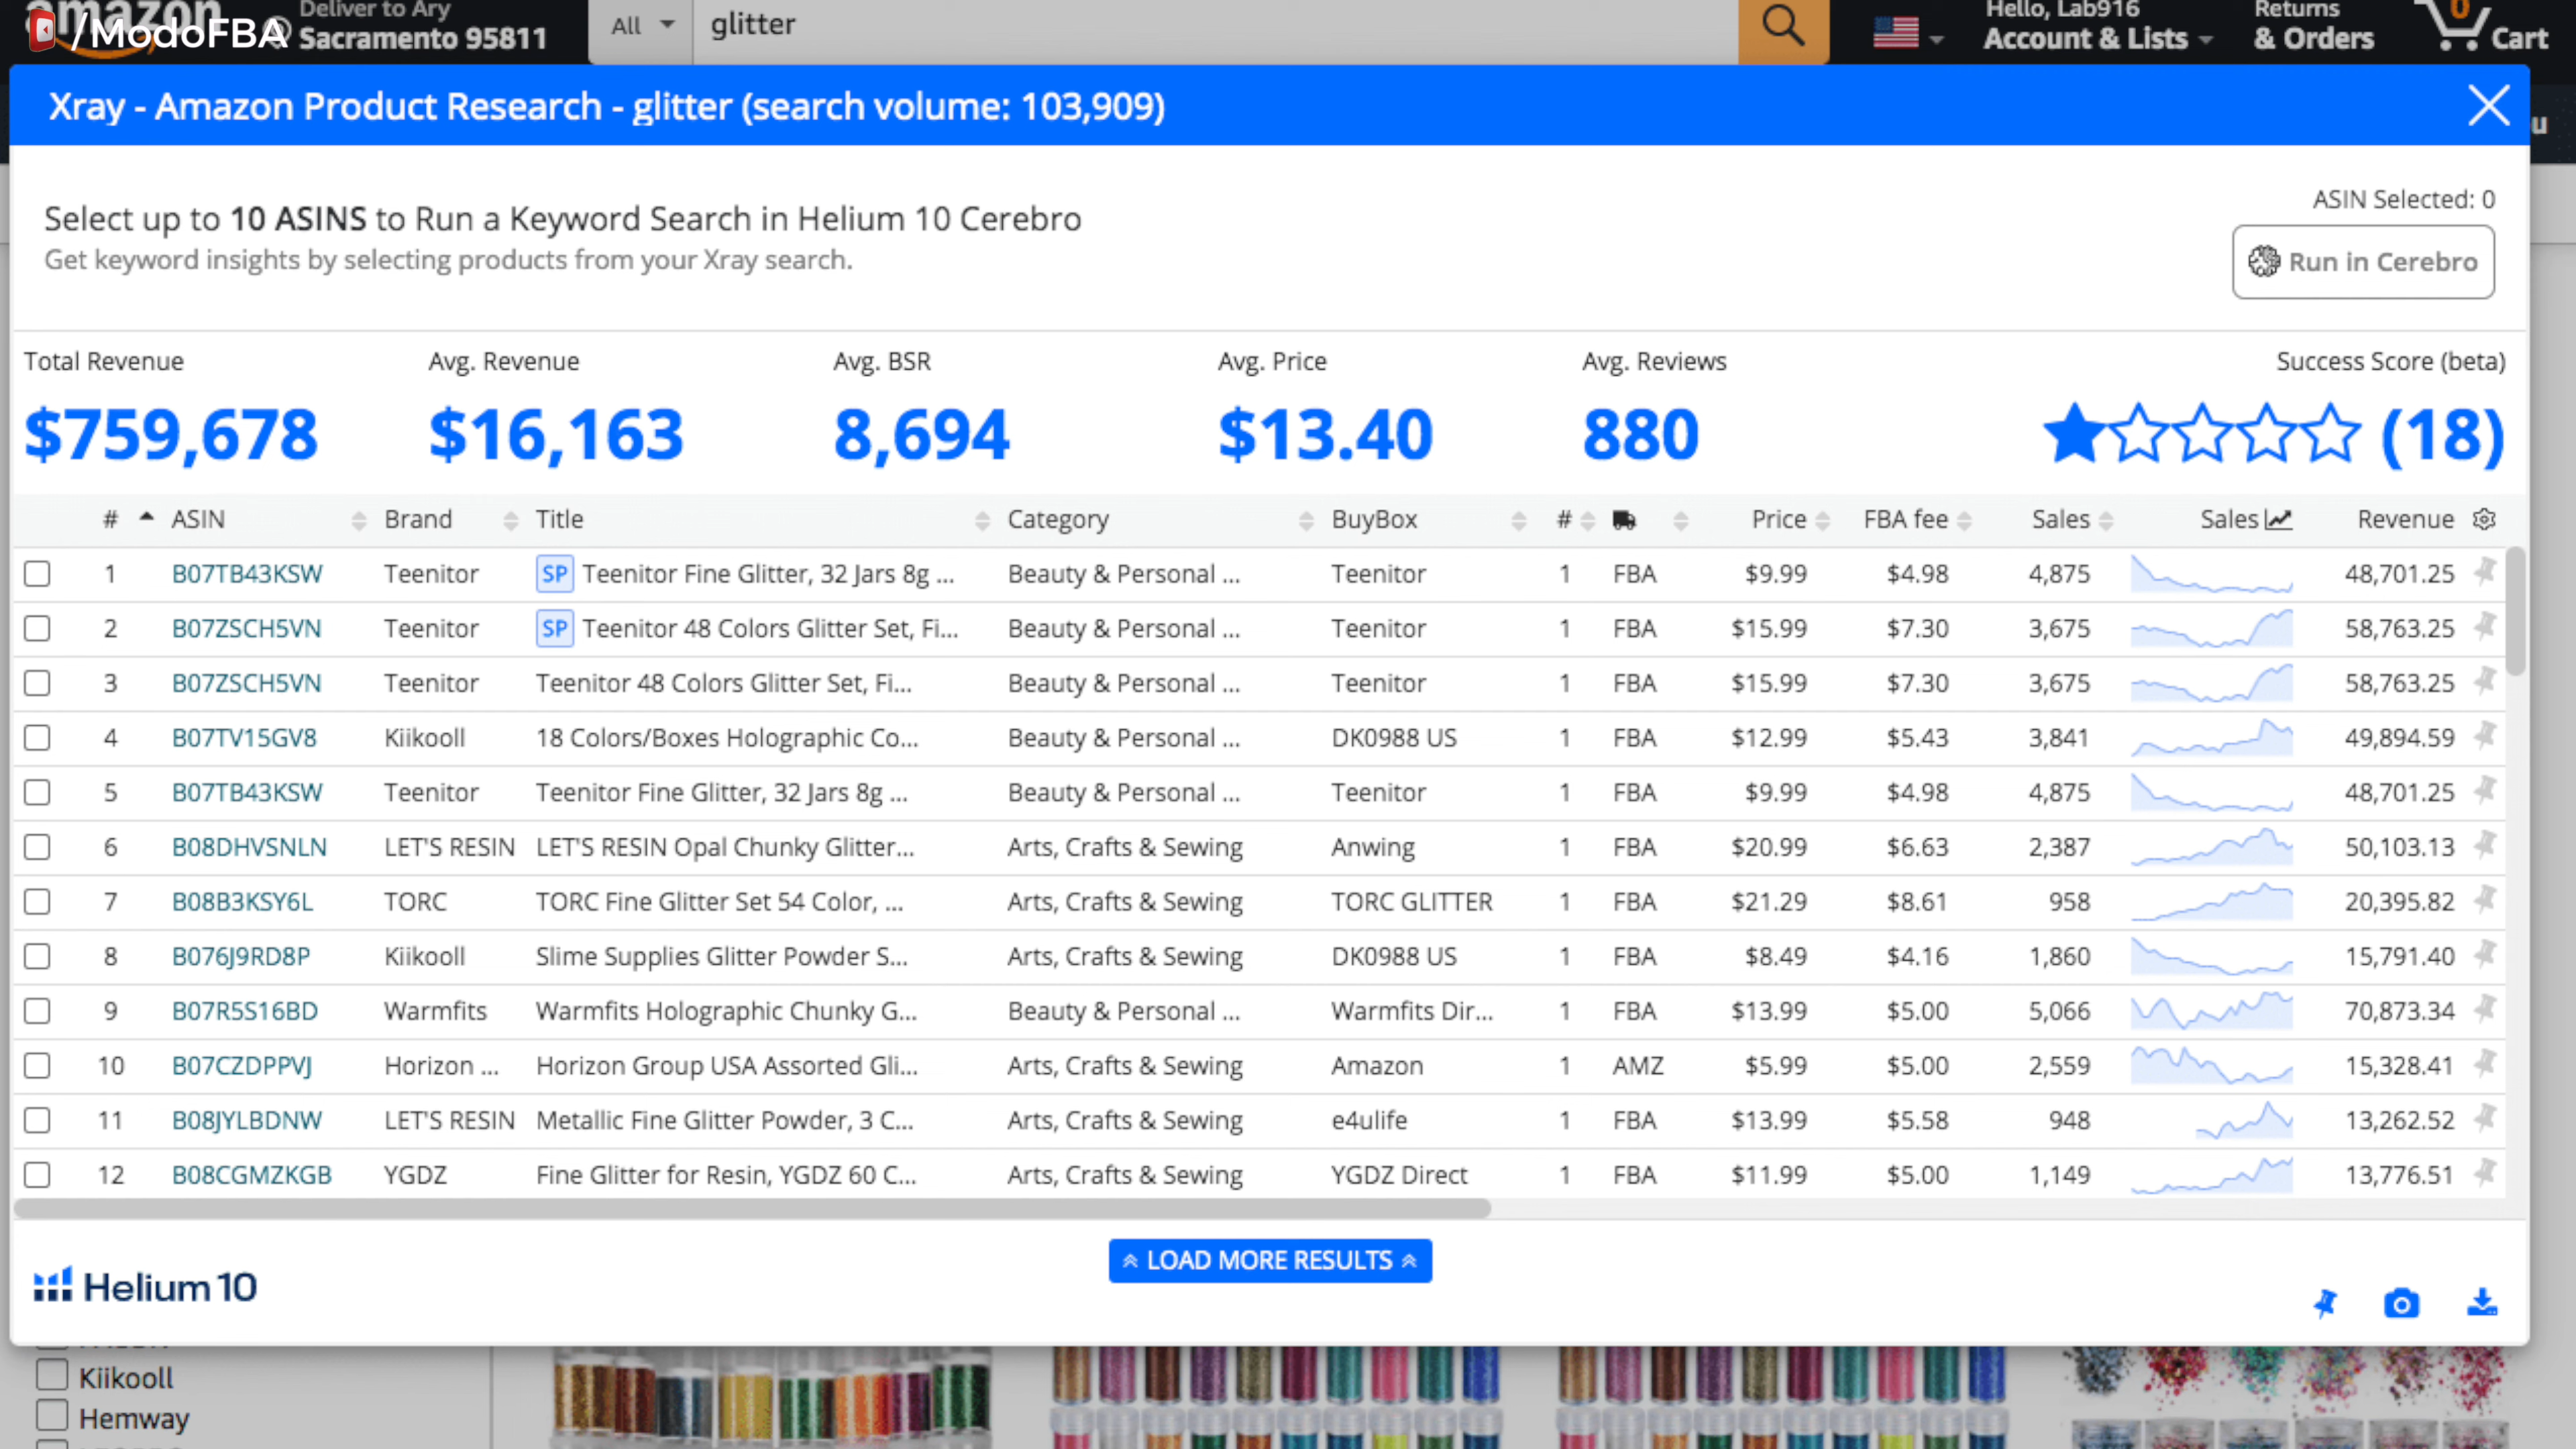 amazon
/ModoFBA
Deliver to Ary
Sacramento 95811
All
glitter
Hello, Lab916
Account & Lists
Returns
& Orders
0
Cart
Xray - Amazon Product Research - glitter (search volume: 103,909)
Select up to 10 ASINS to Run a Keyword Search in Helium 10 Cerebro
Get keyword insights by selecting products from your Xray search.
ASIN Selected: 0
Run in Cerebro
Total Revenue Avg. Revenue Avg. BSR Avg. Price Avg. Reviews Success Score (beta)
$759,678 $16,163 8,694 $13.40 880 (18)
# ASIN Brand Title Category BuyBox # Price FBA fee Sales Sales Revenue
1 B07TB43KSW Teenitor SP Teenitor Fine Glitter, 32 Jars 8g ... Beauty & Personal ... Teenitor 1 FBA $9.99 $4.98 4,875 48,701.25
2 B07ZSCH5VN Teenitor SP Teenitor 48 Colors Glitter Set, Fi... Beauty & Personal ... Teenitor 1 FBA $15.99 $7.30 3,675 58,763.25
3 B07ZSCH5VN Teenitor Teenitor 48 Colors Glitter Set, Fi... Beauty & Personal ... Teenitor 1 FBA $15.99 $7.30 3,675 58,763.25
4 B07TV15GV8 Kiikooll 18 Colors/Boxes Holographic Co... Beauty & Personal ... DK0988 US 1 FBA $12.99 $5.43 3,841 49,894.59
5 B07TB43KSW Teenitor Teenitor Fine Glitter, 32 Jars 8g ... Beauty & Personal ... Teenitor 1 FBA $9.99 $4.98 4,875 48,701.25
6 B08DHVSNLN LET'S RESIN LET'S RESIN Opal Chunky Glitter... Arts, Crafts & Sewing Anwing 1 FBA $20.99 $6.63 2,387 50,103.13
7 B08B3KSY6L TORC TORC Fine Glitter Set 54 Color, ... Arts, Crafts & Sewing TORC GLITTER 1 FBA $21.29 $8.61 958 20,395.82
8 B076J9RD8P Kiikooll Slime Supplies Glitter Powder S... Arts, Crafts & Sewing DK0988 US 1 FBA $8.49 $4.16 1,860 15,791.40
9 B07R5S16BD Warmfits Warmfits Holographic Chunky G... Beauty & Personal ... Warmfits Dir... 1 FBA $13.99 $5.00 5,066 70,873.34
10 B07CZDPPVJ Horizon ... Horizon Group USA Assorted Gli... Arts, Crafts & Sewing Amazon 1 AMZ $5.99 $5.00 2,559 15,328.41
11 B08JYLBDNW LET'S RESIN Metallic Fine Glitter Powder, 3 C... Arts, Crafts & Sewing e4ulife 1 FBA $13.99 $5.58 948 13,262.52
12 B08CGMZKGB YGDZ Fine Glitter for Resin, YGDZ 60 C... Arts, Crafts & Sewing YGDZ Direct 1 FBA $11.99 $5.00 1,149 13,776.51
LOAD MORE RESULTS
Helium 10
Kiikooll
Hemway